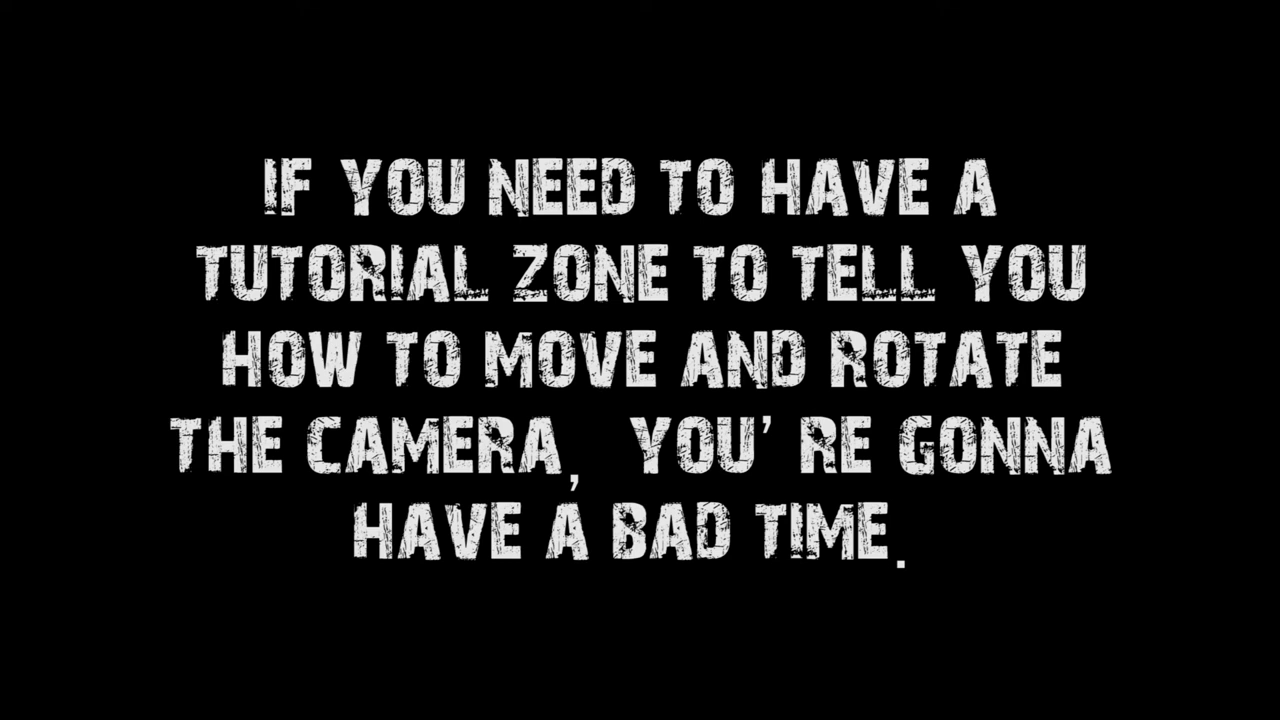 IF YOU NEED TO HAVE A
TUTORIAL ZONE TO TELL YOU
HOW TO MOVE AND ROTATE
THE CAMERA, YOU'RE GONNA
HAVE A BAD TIME.